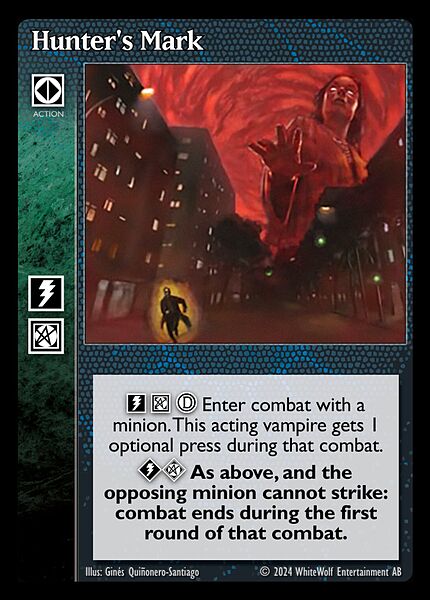 Hunter's Mark
ACTION
D Enter combat with a
minion. This acting vampire gets 1
optional press during that combat.
As above, and the
opposing minion cannot strike:
combat ends during the first
round of that combat.
Illus: Ginés Quiñonero-Santiago © 2024 WhiteWolf Entertainment AB